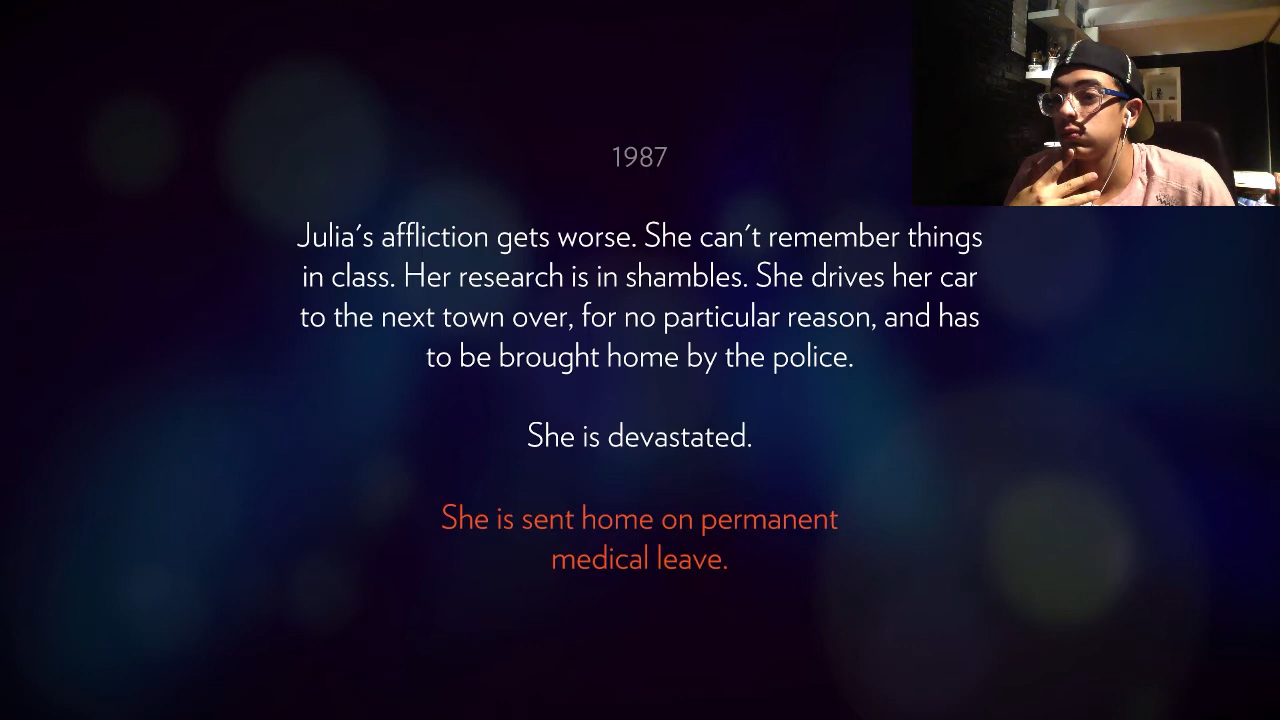 1987
Julia's affliction gets worse. She can't remember things
in class. Her research is in shambles. She drives her car
to the next town over, for no particular reason, and has
to be brought home by the police.
She is devastated.
She is sent home on permanent
medical leave.